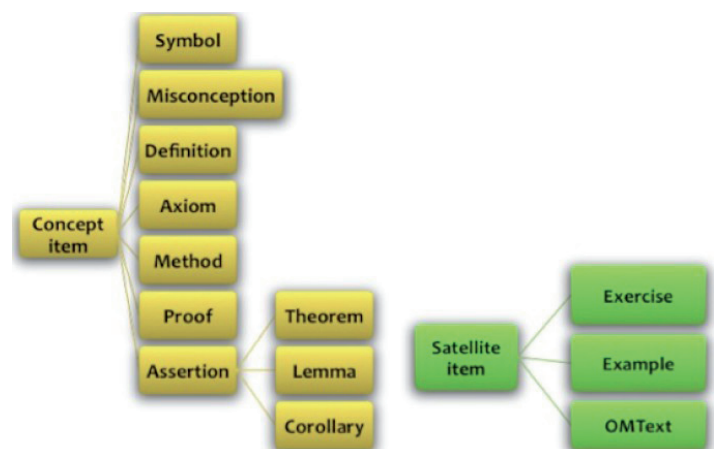 Symbol
Misconception
Definition
Axiom
Concept
item
Method
Proof
Theorem
Assertion
Lemma
Corollary
Exercise
Satellite
item
Example
OMText